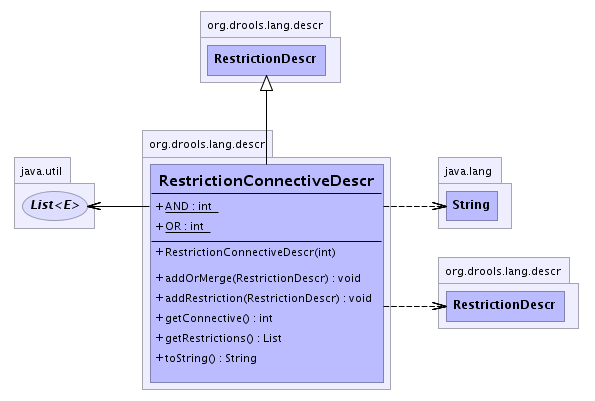 org.drools.lang.descr
RestrictionDescr
org.drools.lang.descr
java.util
List<E>
RestrictionConnectiveDescr
+ AND : int
+ OR : int
+ RestrictionConnectiveDescr(int)
+ addOrMerge(RestrictionDescr) : void
+ addRestriction(RestrictionDescr) : void
+ getConnective() : int
+ getRestrictions() : List
+ toString() : String
java.lang
String
org.drools.lang.descr
RestrictionDescr